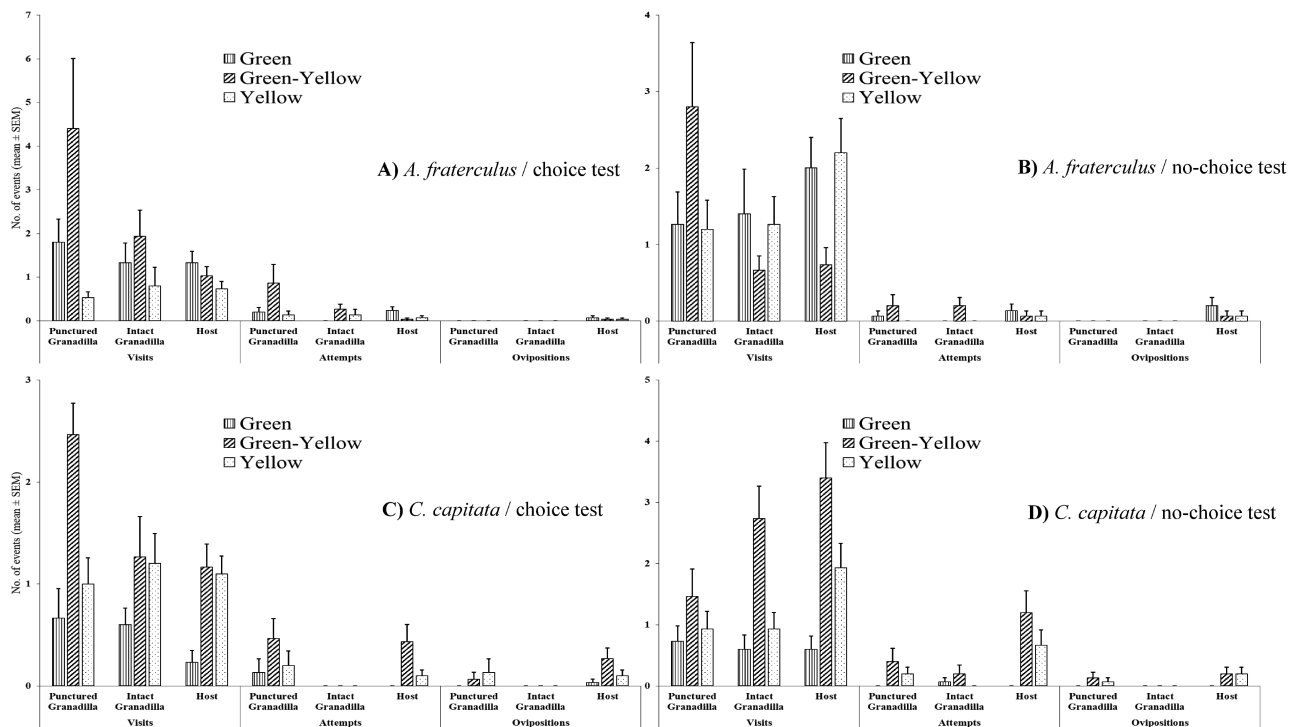 No. of events (mean ± SEM)
7
6
5
4
3
2
1
0
Green
Green-Yellow
Yellow
A) A. fraterculus / choice test
Punctured Granadilla
Intact Granadilla
Host
Punctured Granadilla
Intact Granadilla
Host
Punctured Granadilla
Intact Granadilla
Host
Visits
Attempts
Ovipositions
4
3
2
1
0
Green
Green-Yellow
Yellow
B) A. fraterculus / no-choice test
Punctured Granadilla
Intact Granadilla
Host
Punctured Granadilla
Intact Granadilla
Host
Punctured Granadilla
Intact Granadilla
Host
Visits
Attempts
Ovipositions
No. of events (mean ± SEM)
3
2
1
0
Green
Green-Yellow
Yellow
C) C. capitata / choice test
Punctured Granadilla
Intact Granadilla
Host
Punctured Granadilla
Intact Granadilla
Host
Punctured Granadilla
Intact Granadilla
Host
Visits
Attempts
Ovipositions
5
4
3
2
1
0
Green
Green-Yellow
Yellow
D) C. capitata / no-choice test
Punctured Granadilla
Intact Granadilla
Host
Punctured Granadilla
Intact Granadilla
Host
Punctured Granadilla
Intact Granadilla
Host
Visits
Attempts
Ovipositions